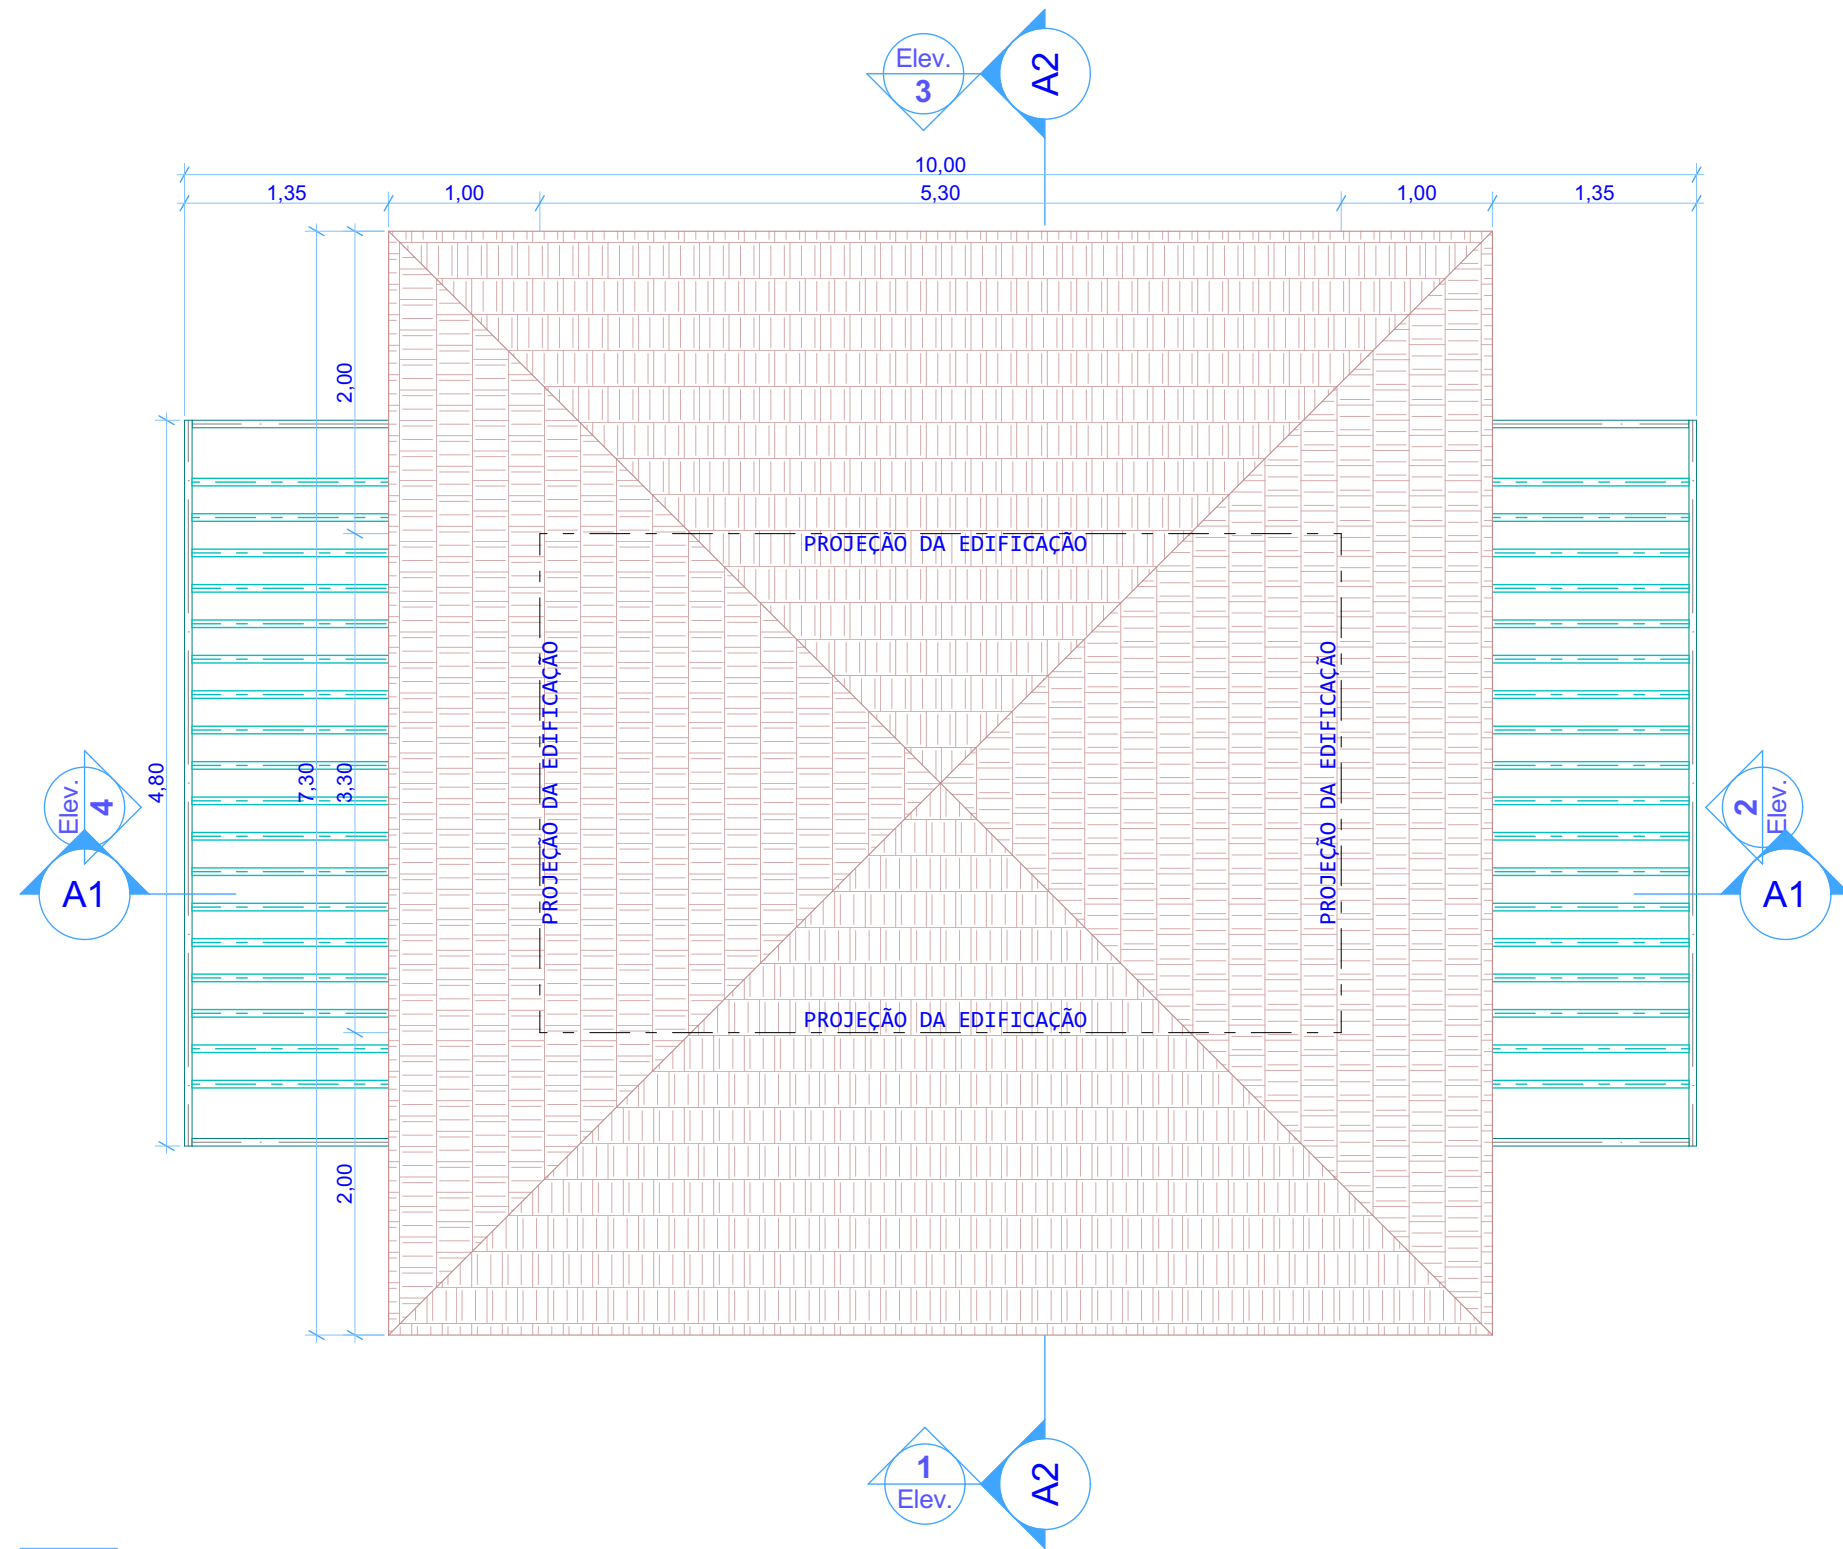 Elev.
3
A2
10,00
1,35
1,00
5,30
1,00
1,35
2,00
PROJEÇÃO DA EDIFICAÇÃO
PROJEÇÃO DA EDIFICAÇÃO
PROJEÇÃO DA EDIFICAÇÃO
4,80
7,30
3,30
Elev.
4
2
Elev.
A1
A1
PROJEÇÃO DA EDIFICAÇÃO
2,00
1
Elev.
A2